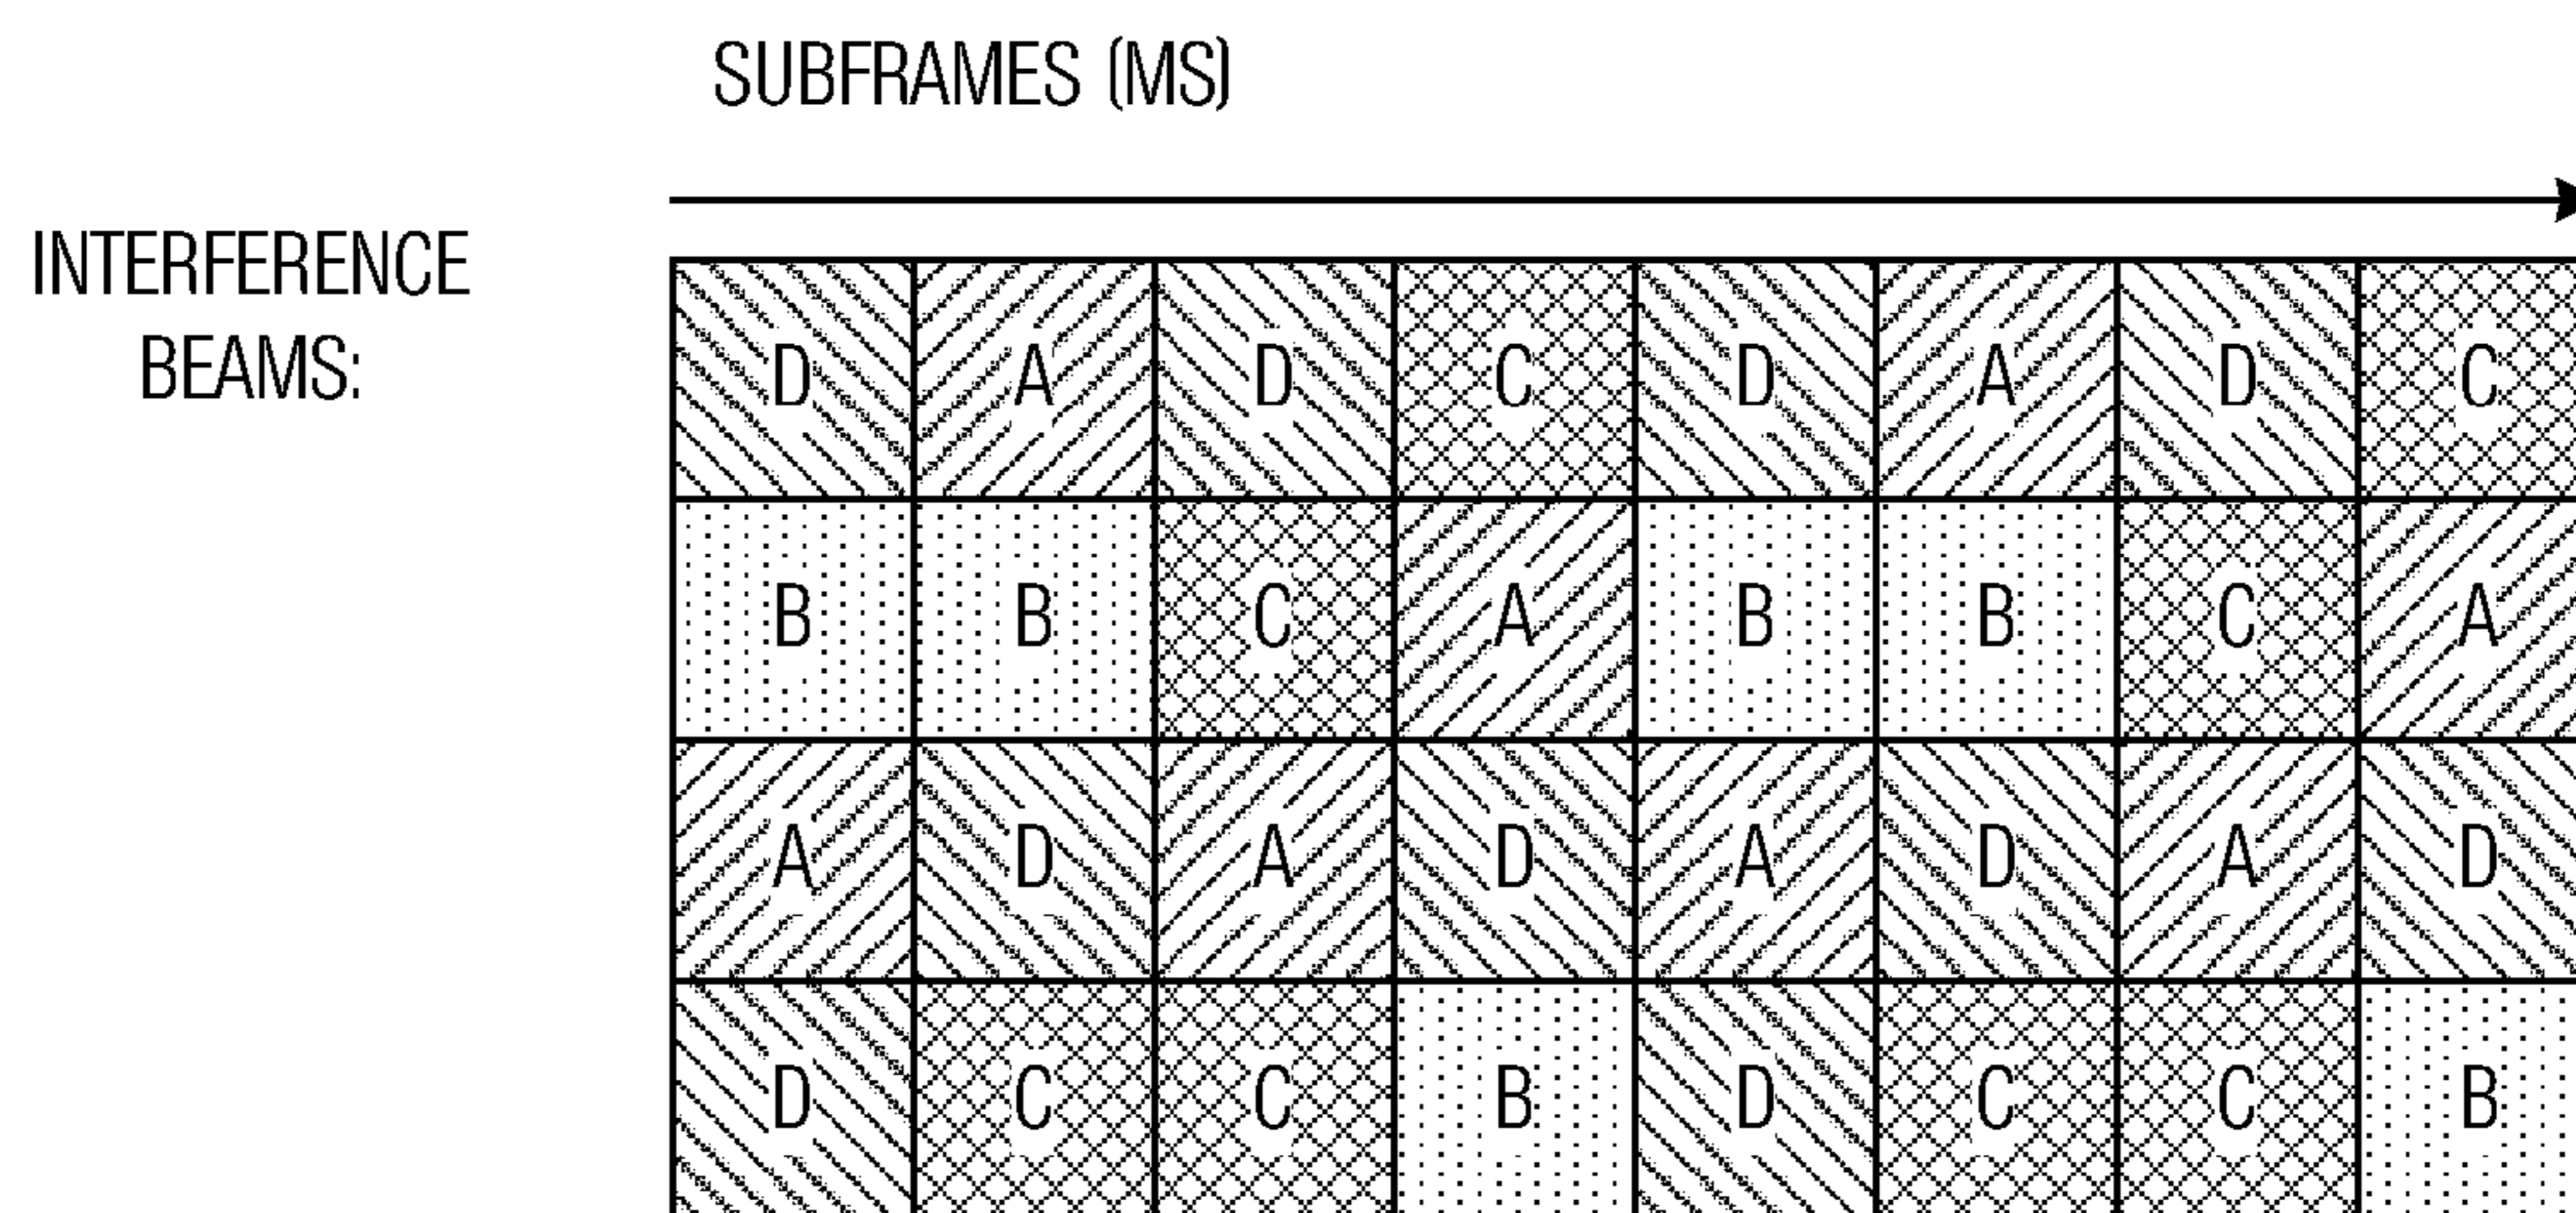 SUBFRAMES (MS)
INTERFERENCE
BEAMS:
D A D C D A D C
B B C A B B C A
A D A D A D A D
D C C B D C C B